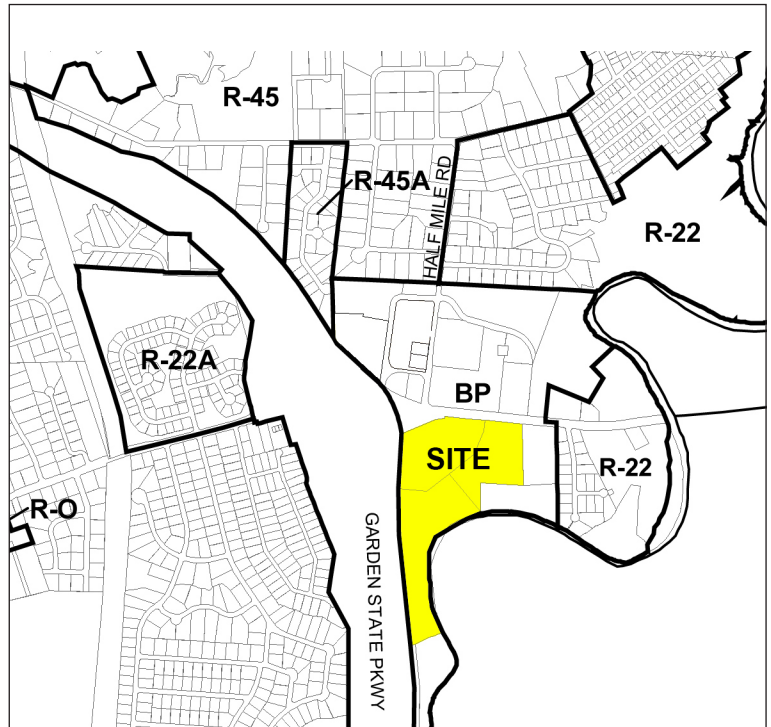 R-45
R-45A
HALF MILE RD
R-22
R-22A
BP
SITE
R-22
R-O
GARDEN STATE PKWY